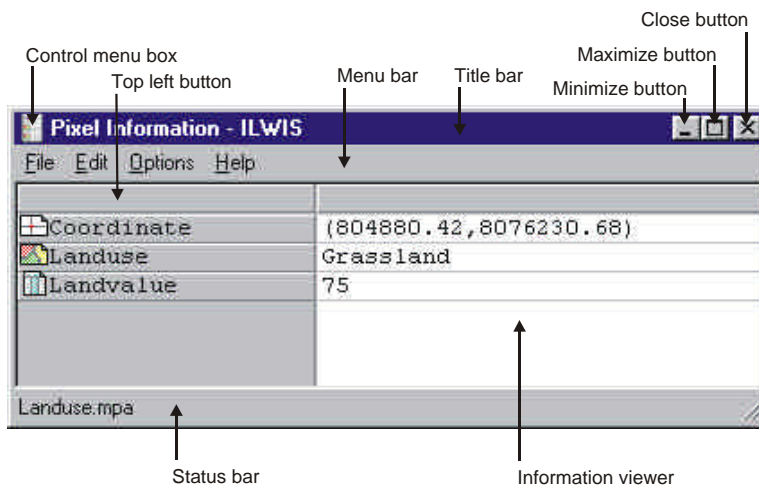 Close button
Control menu box
Maximize button
Top left button
Menu bar
Title bar
Minimize button
Pixel Information - ILWIS
File Edit Options Help
Coordinate (804880.42,8076230.68)
Landuse Grassland
Landvalue 75
Landuse.mpa
Status bar
Information viewer